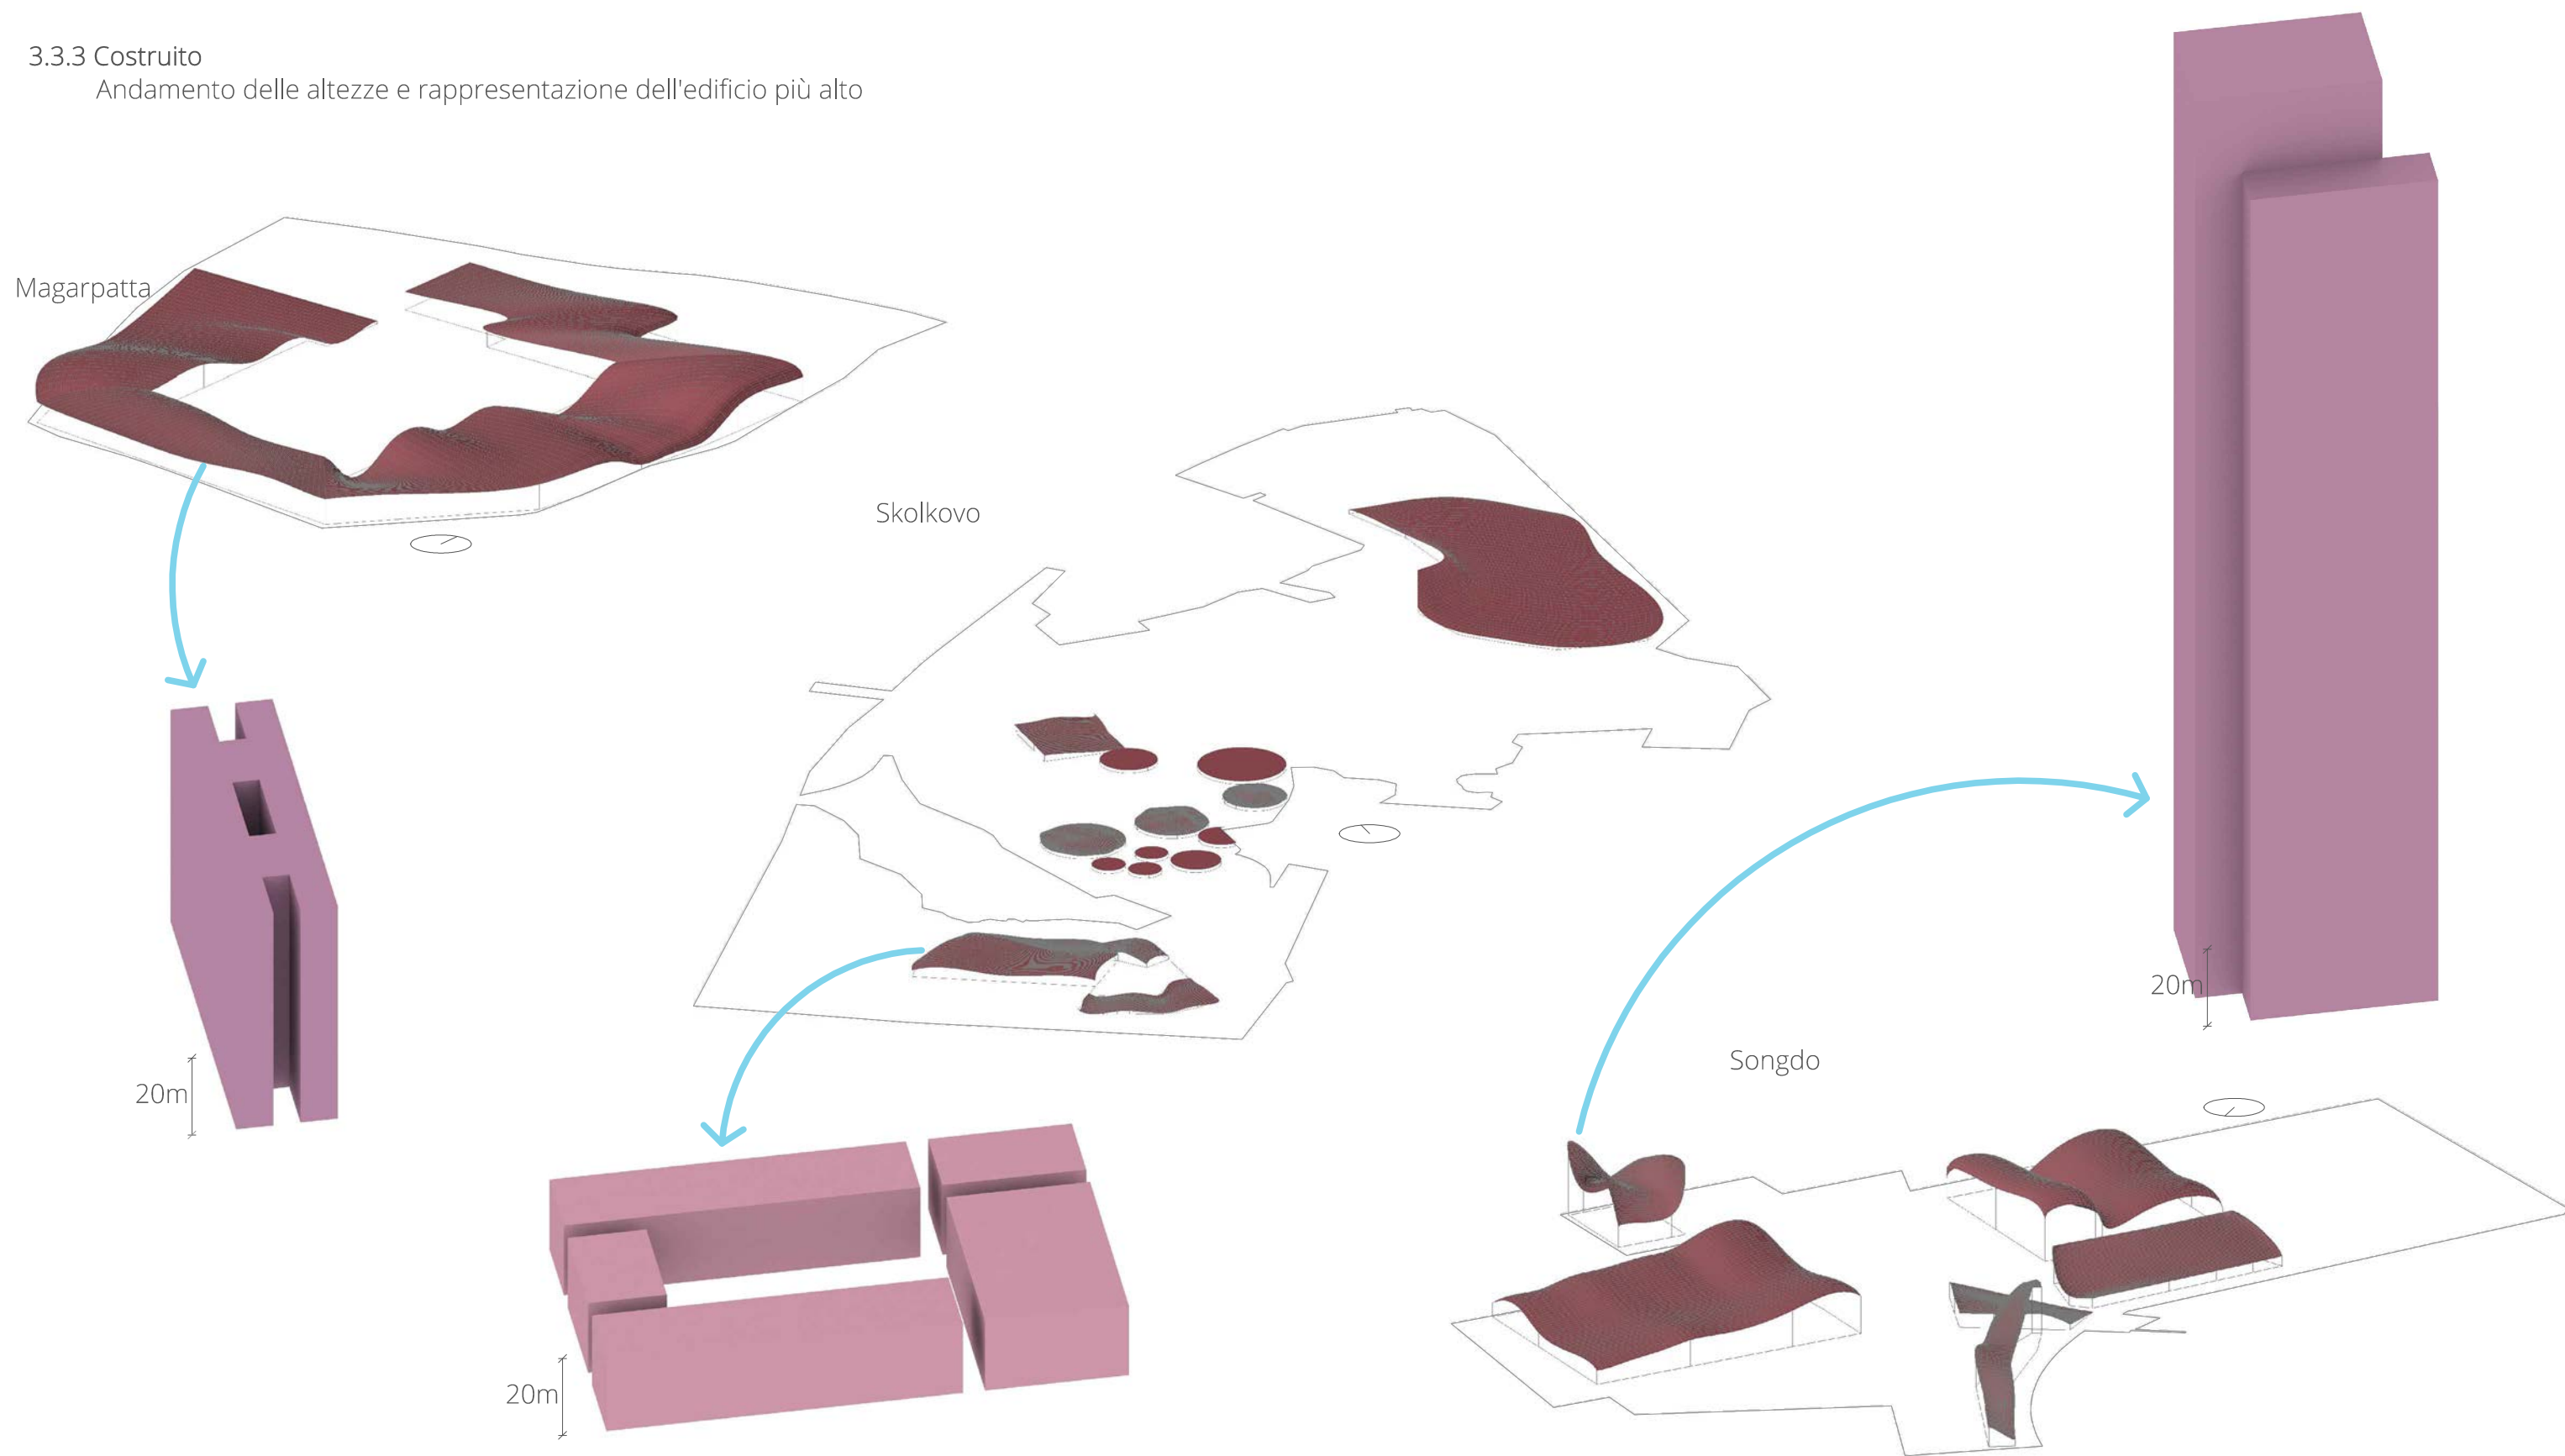 3.3.3 Costruito
Andamento delle altezze e rappresentazione dell'edificio più alto
Magarpatta
Skolkovo
20m
Songdo
20m
20m